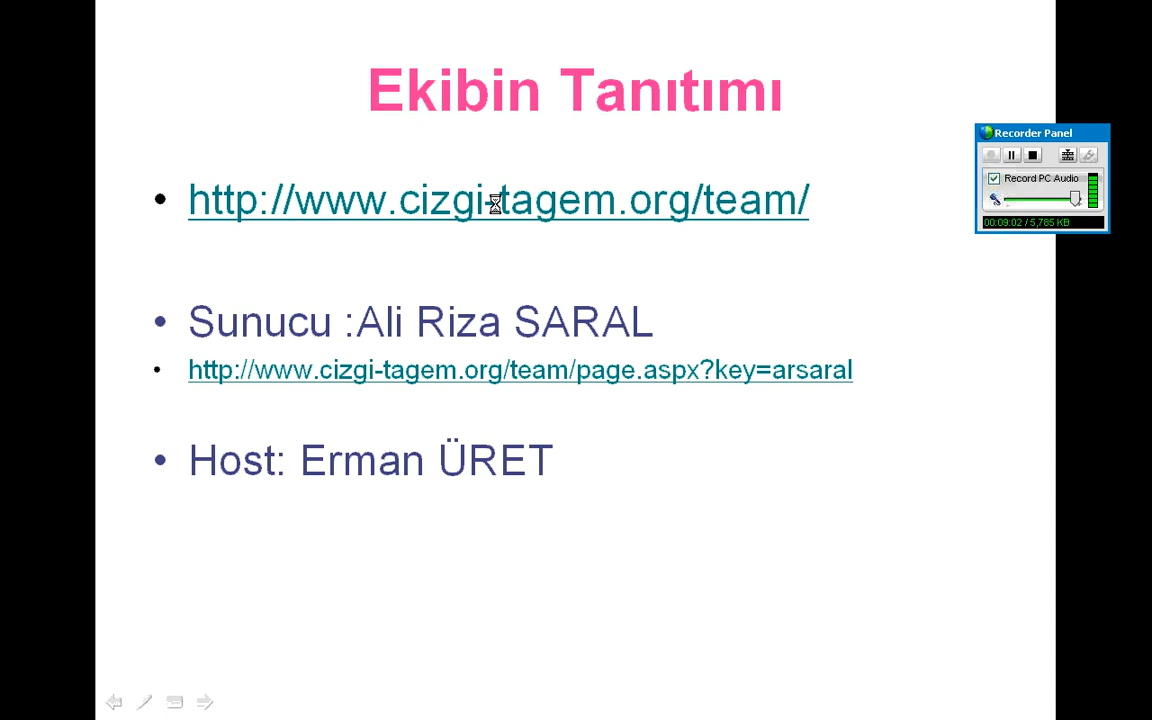 Ekibin Tanıtımı
• http://www.cizgi-tagem.org/team/
Recorder Panel
Record PC Audio
00:09:02 / 5,785 KB
• Sunucu :Ali Riza SARAL
• http://www.cizgi-tagem.org/team/page.aspx?key=arsaral
• Host: Erman ÜRET